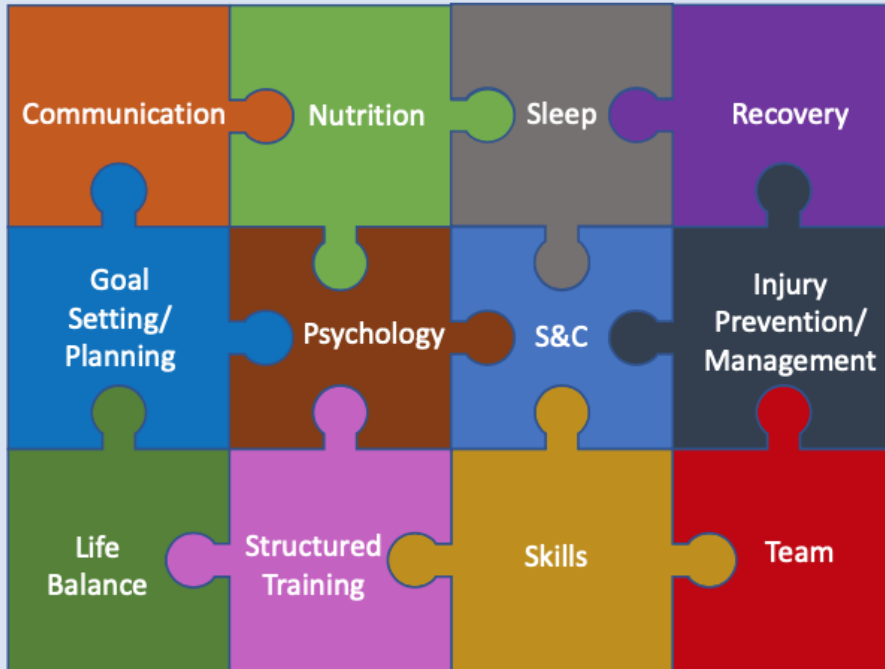 Communication
Nutrition
Sleep
Recovery
Goal
Setting/
Planning
Psychology
S&C
Injury
Prevention/
Management
Life
Balance
Structured
Training
Skills
Team